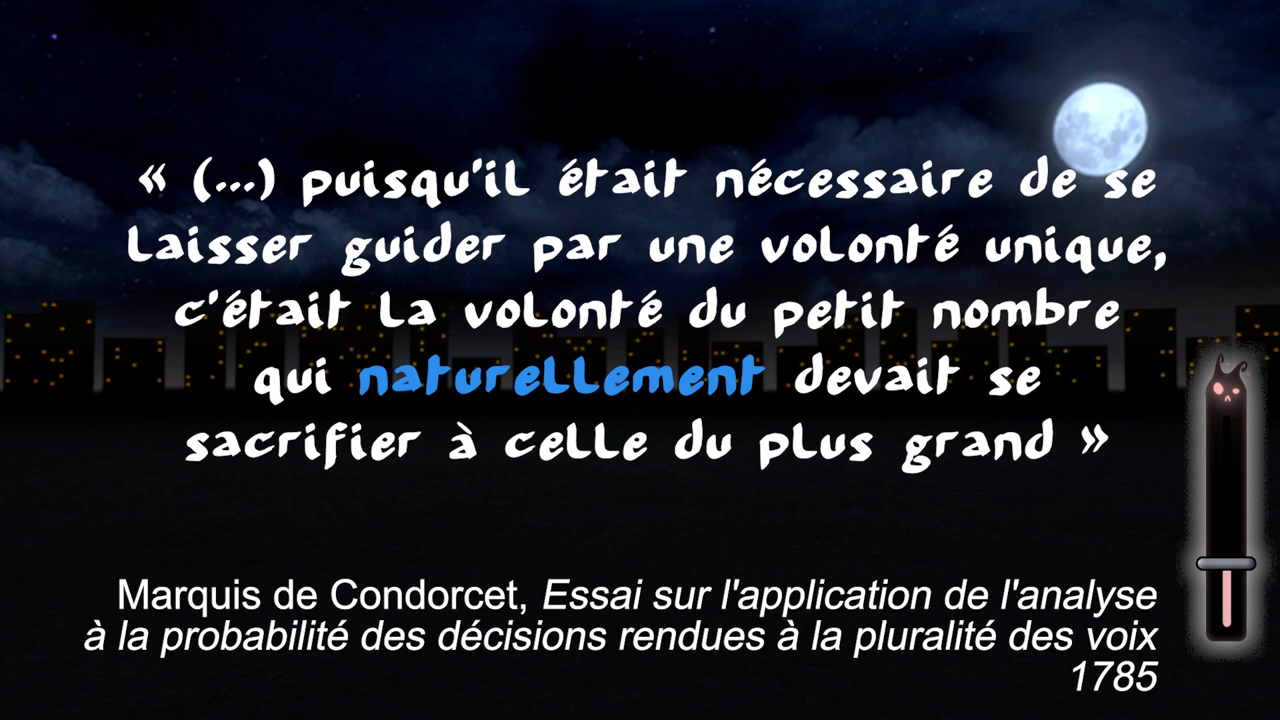 « (...) puisqu'il était nécessaire de se
laisser guider par une volonté unique,
c'était la volonté du petit nombre
qui naturellement devait se
sacrifier à celle du plus grand »
Marquis de Condorcet, Essai sur l'application de l'analyse
à la probabilité des décisions rendues à la pluralité des voix
1785